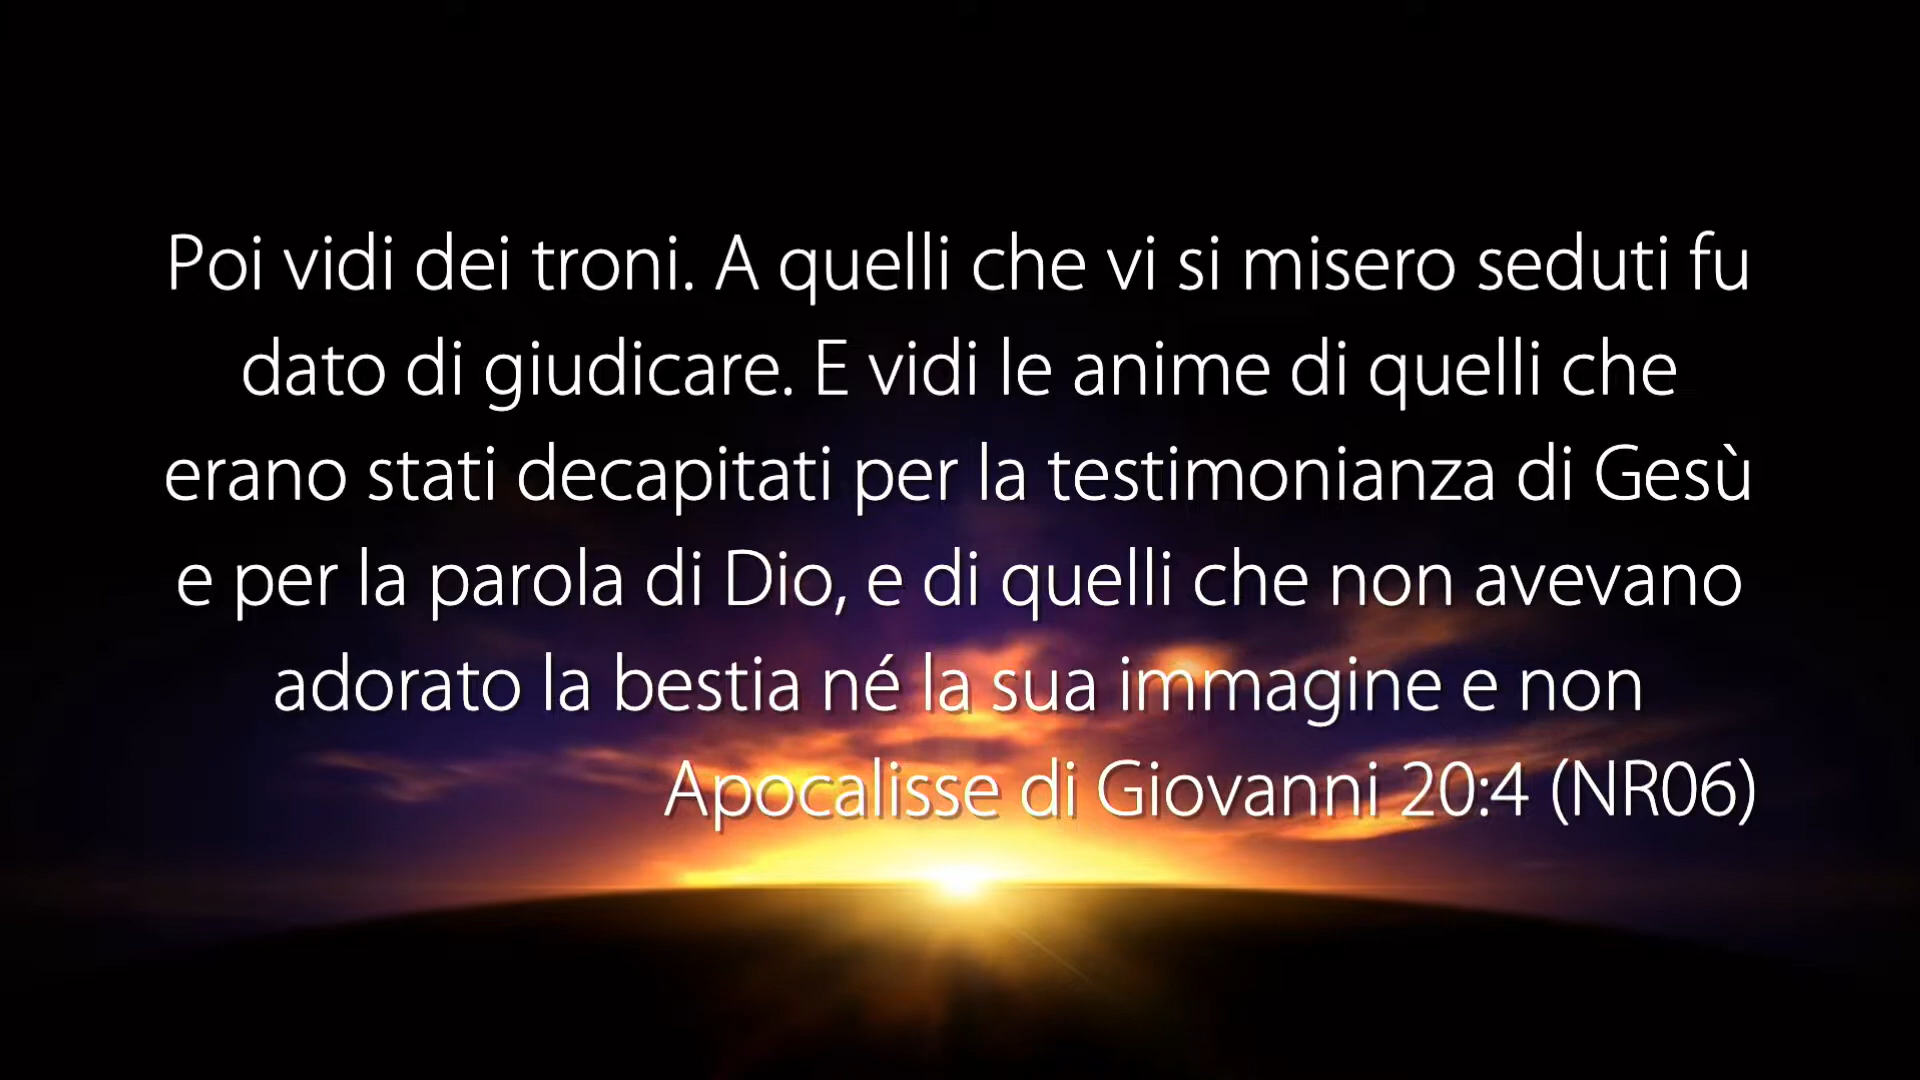 Poi vidi dei troni. A quelli che vi si misero seduti fu
dato di giudicare. E vidi le anime di quelli che
erano stati decapitati per la testimonianza di Gesù
e per la parola di Dio, e di quelli che non avevano
adorato la bestia né la sua immagine e non
Apocalisse di Giovanni 20:4 (NR06)